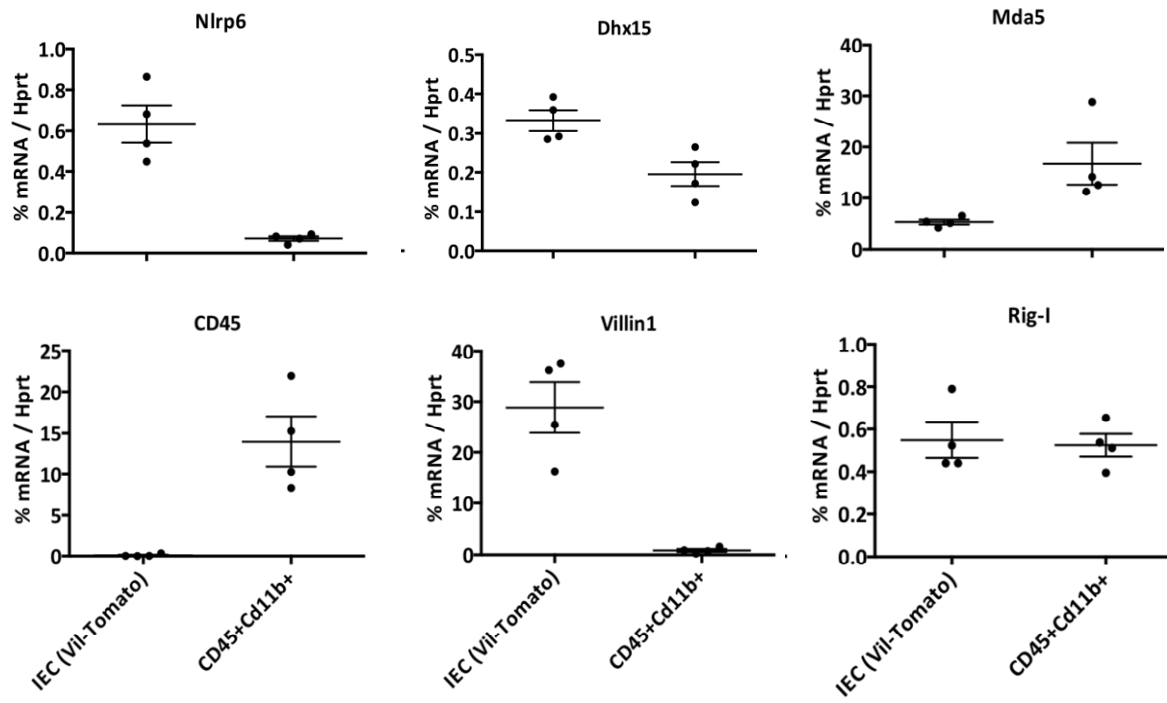 Nlrp6
% mRNA / Hprt
1.0
0.8
0.6
0.4
0.2
0.0
Dhx15
% mRNA / Hprt
0.5
0.4
0.3
0.2
0.1
0.0
Mda5
% mRNA / Hprt
40
30
20
10
0
CD45
% mRNA / Hprt
25
20
15
10
5
0
IEC (Vil-Tomato)
CD45+Cd11b+
Villin1
% mRNA / Hprt
40
30
20
10
0
IEC (Vil-Tomato)
CD45+Cd11b+
Rig-I
% mRNA / Hprt
1.0
0.8
0.6
0.4
0.2
0.0
IEC (Vil-Tomato)
CD45+Cd11b+